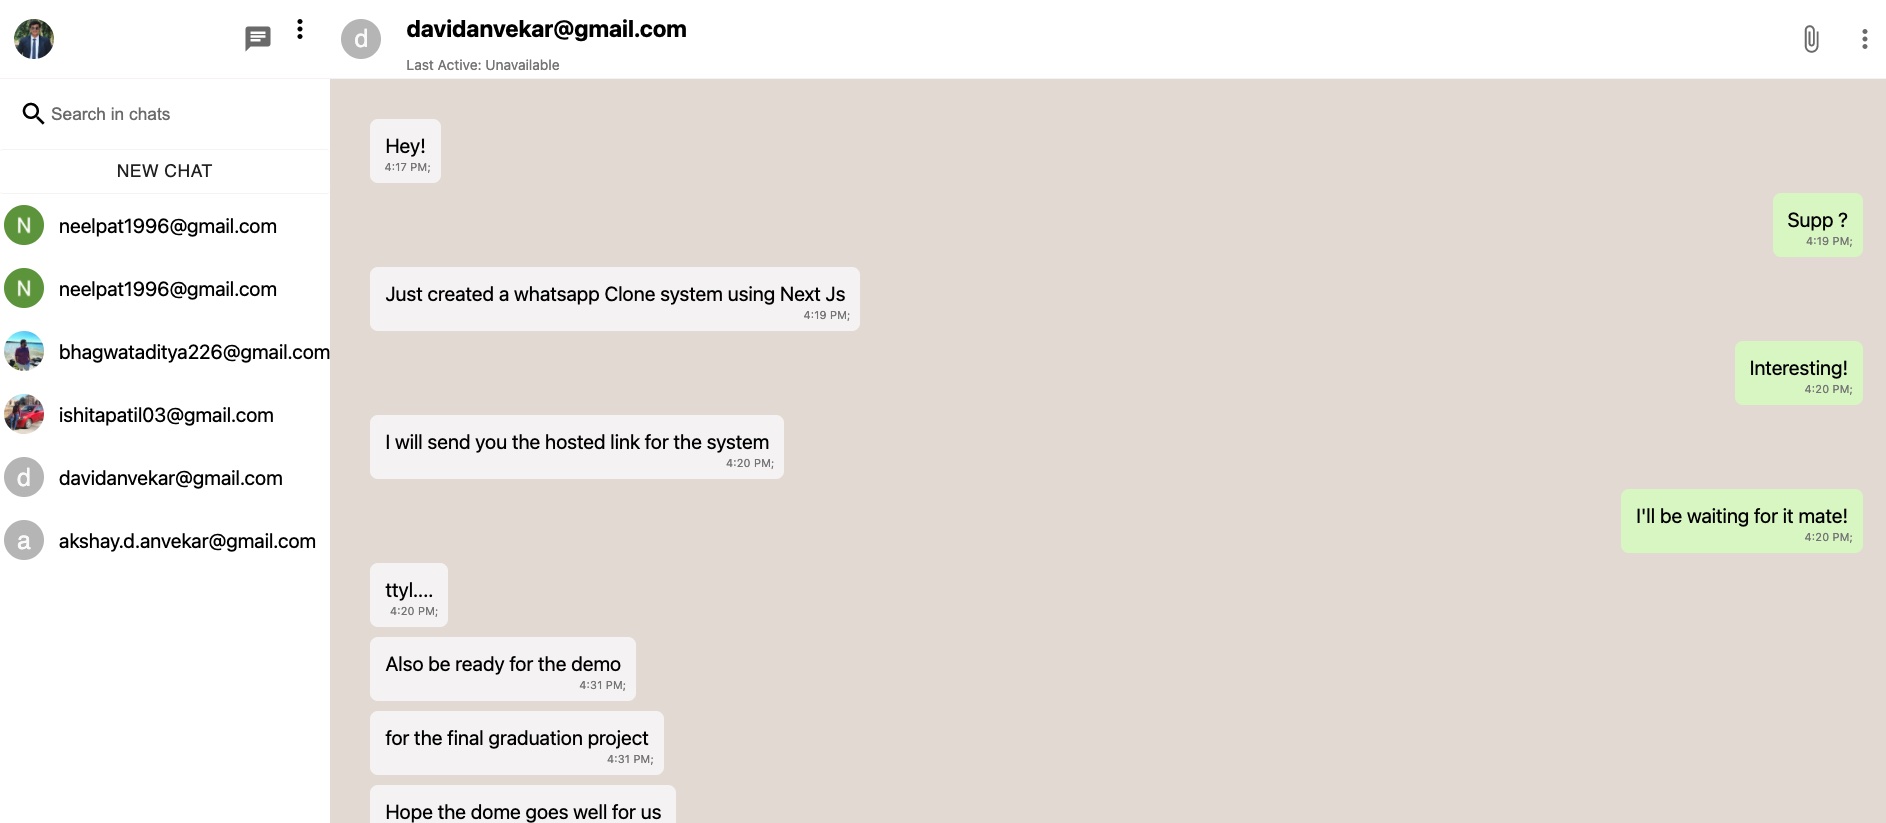 d
davidanvekar@gmail.com
Last Active: Unavailable
Search in chats
NEW CHAT
N
neelpat1996@gmail.com
N
neelpat1996@gmail.com
bhagwataditya226@gmail.com
ishitapatil03@gmail.com
d
davidanvekar@gmail.com
a
akshay.d.anvekar@gmail.com
Hey!
4:17 PM;
Supp ?
4:19 PM;
Just created a whatsapp Clone system using Next Js
4:19 PM;
Interesting!
4:20 PM;
I will send you the hosted link for the system
4:20 PM;
I'll be waiting for it mate!
4:20 PM;
ttyl....
4:20 PM;
Also be ready for the demo
4:31 PM;
for the final graduation project
4:31 PM;
Hope the dome goes well for us